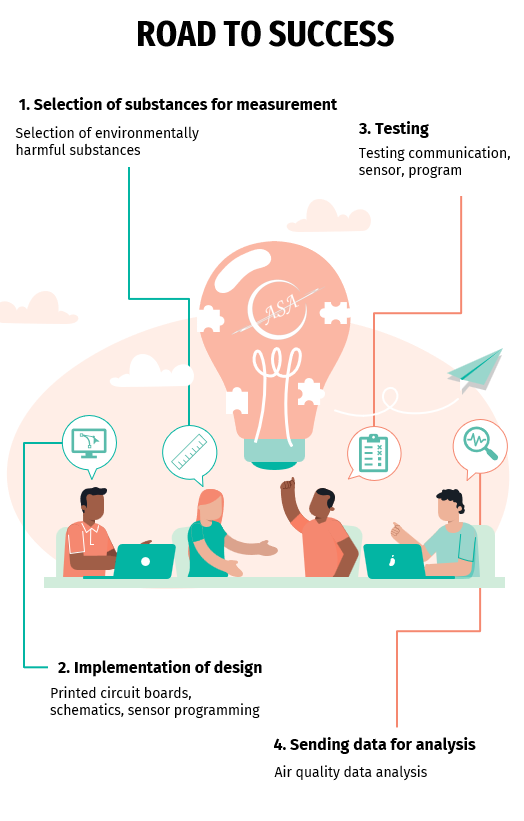 ROAD TO SUCCESS
1. Selection of substances for measurement
Selection of environmentally
harmful substances
3. Testing
Testing communication,
sensor, program
ASA
2. Implementation of design
Printed circuit boards,
schematics, sensor programming
4. Sending data for analysis
Air quality data analysis